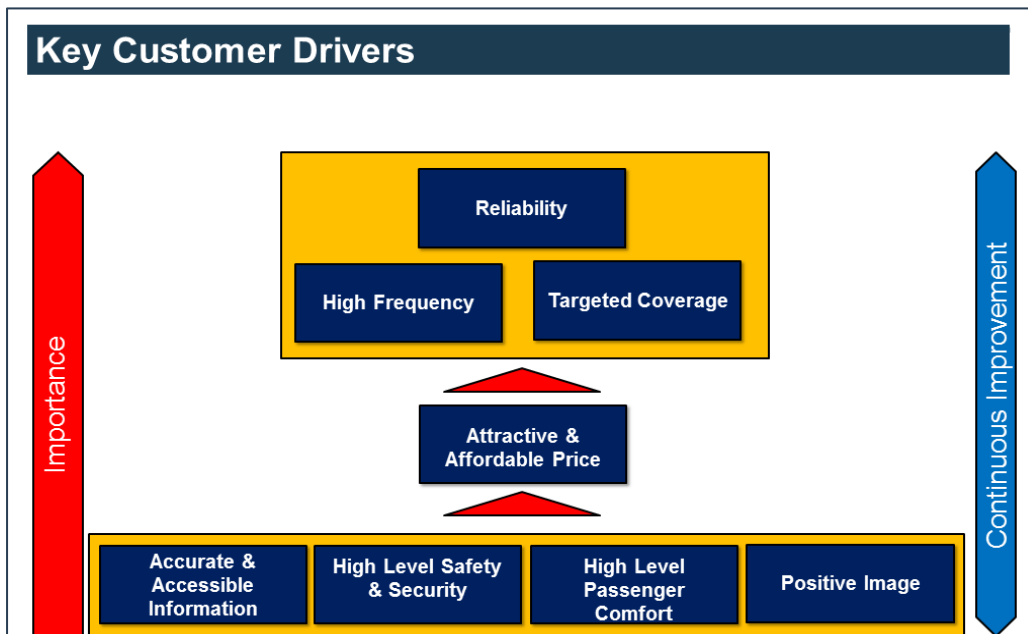 Key Customer Drivers
Importance
Reliability
High Frequency
Targeted Coverage
Attractive &
Affordable Price
Accurate &
Accessible
Information
High Level Safety
& Security
High Level
Passenger
Comfort
Positive Image
Continuous Improvement